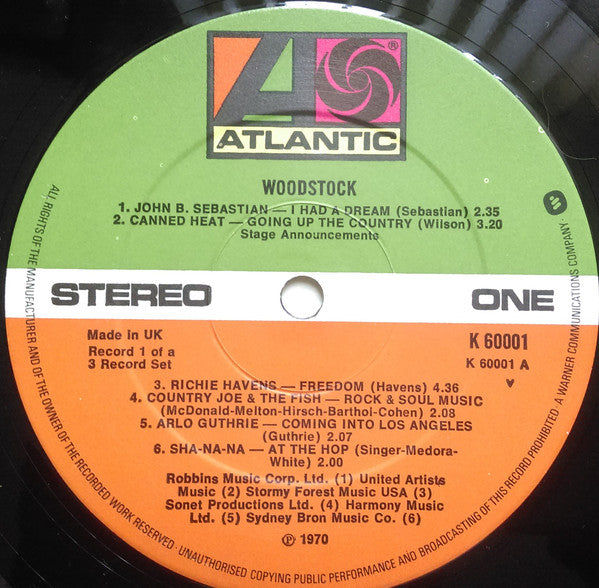 ATLANTIC
®
WOODSTOCK
1. JOHN B. SEBASTIAN — I HAD A DREAM (Sebastian) 2.35
2. CANNED HEAT — GOING UP THE COUNTRY (Wilson) 3.20
Stage Announcements
STEREO ONE
Made In UK
Record 1 of a
3 Record Set
K 60001
K 60001 A
3. RICHIE HAVENS — FREEDOM (Havens) 4.36
4. COUNTRY JOE & THE FISH — ROCK & SOUL MUSIC
(McDonald-Melton-Hirsch-Barthol-Cohen) 2.08
5. ARLO GUTHRIE — COMING INTO LOS ANGELES
(Guthrie) 2.07
6. SHA-NA-NA — AT THE HOP (Singer-Medora-
White) 2.00
Robbins Music Corp. Ltd. (1) United Artists
Music (2) Stormy Forest Music USA (3)
Sonet Productions Ltd. (4) Harmony Music
Ltd. (5) Sydney Bron Music Co. (6)
℗ 1970
ALL RIGHTS OF THE MANUFACTURER AND OF THE OWNER OF THE RECORDED WORK RESERVED · UNAUTHORISED COPYING PUBLIC PERFORMANCE AND BROADCASTING OF THIS RECORD PROHIBITED · A WARNER COMMUNICATIONS COMPANY ·